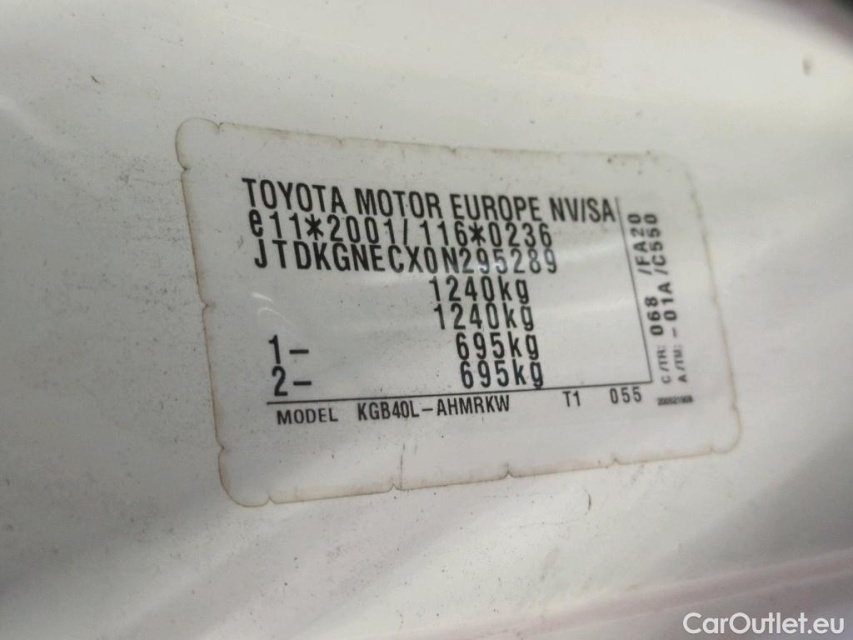 TOYOTA MOTOR EUROPE NV/SA
e11*2001/116*0236
JTDKGNECX0N295289
1240kg
1240kg
1- 695kg
2- 695kg
MODEL KGB40L-AHMRKW T1 055
C/TR: 068 /FA20
A/TM: -01A /C550
CarOutlet.eu